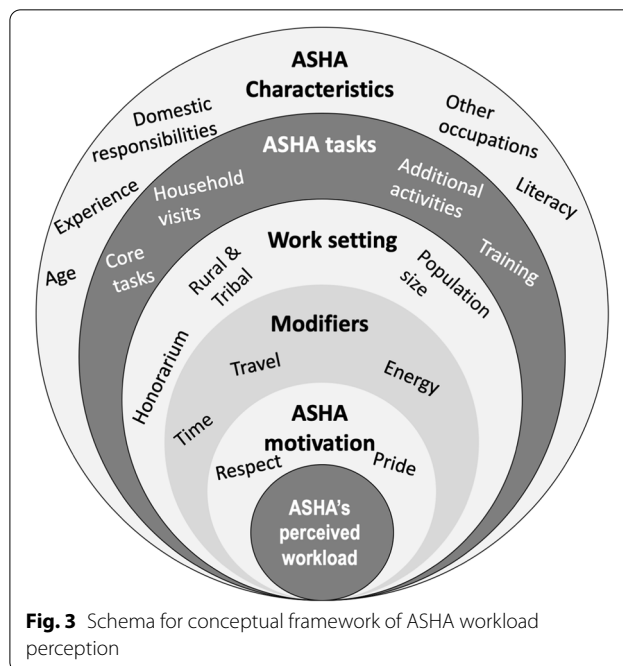 ASHA
Characteristics
Domestic
responsibilities
Other
occupations
Experience
Literacy
Age
ASHA tasks
Household
visits
Additional
activities
Core
tasks
Training
Work setting
Rural &
Tribal
Population
size
Honorarium
Modifiers
Travel
Energy
Time
ASHA
motivation
Respect
Pride
ASHA's
perceived
workload
Fig. 3 Schema for conceptual framework of ASHA workload
perception